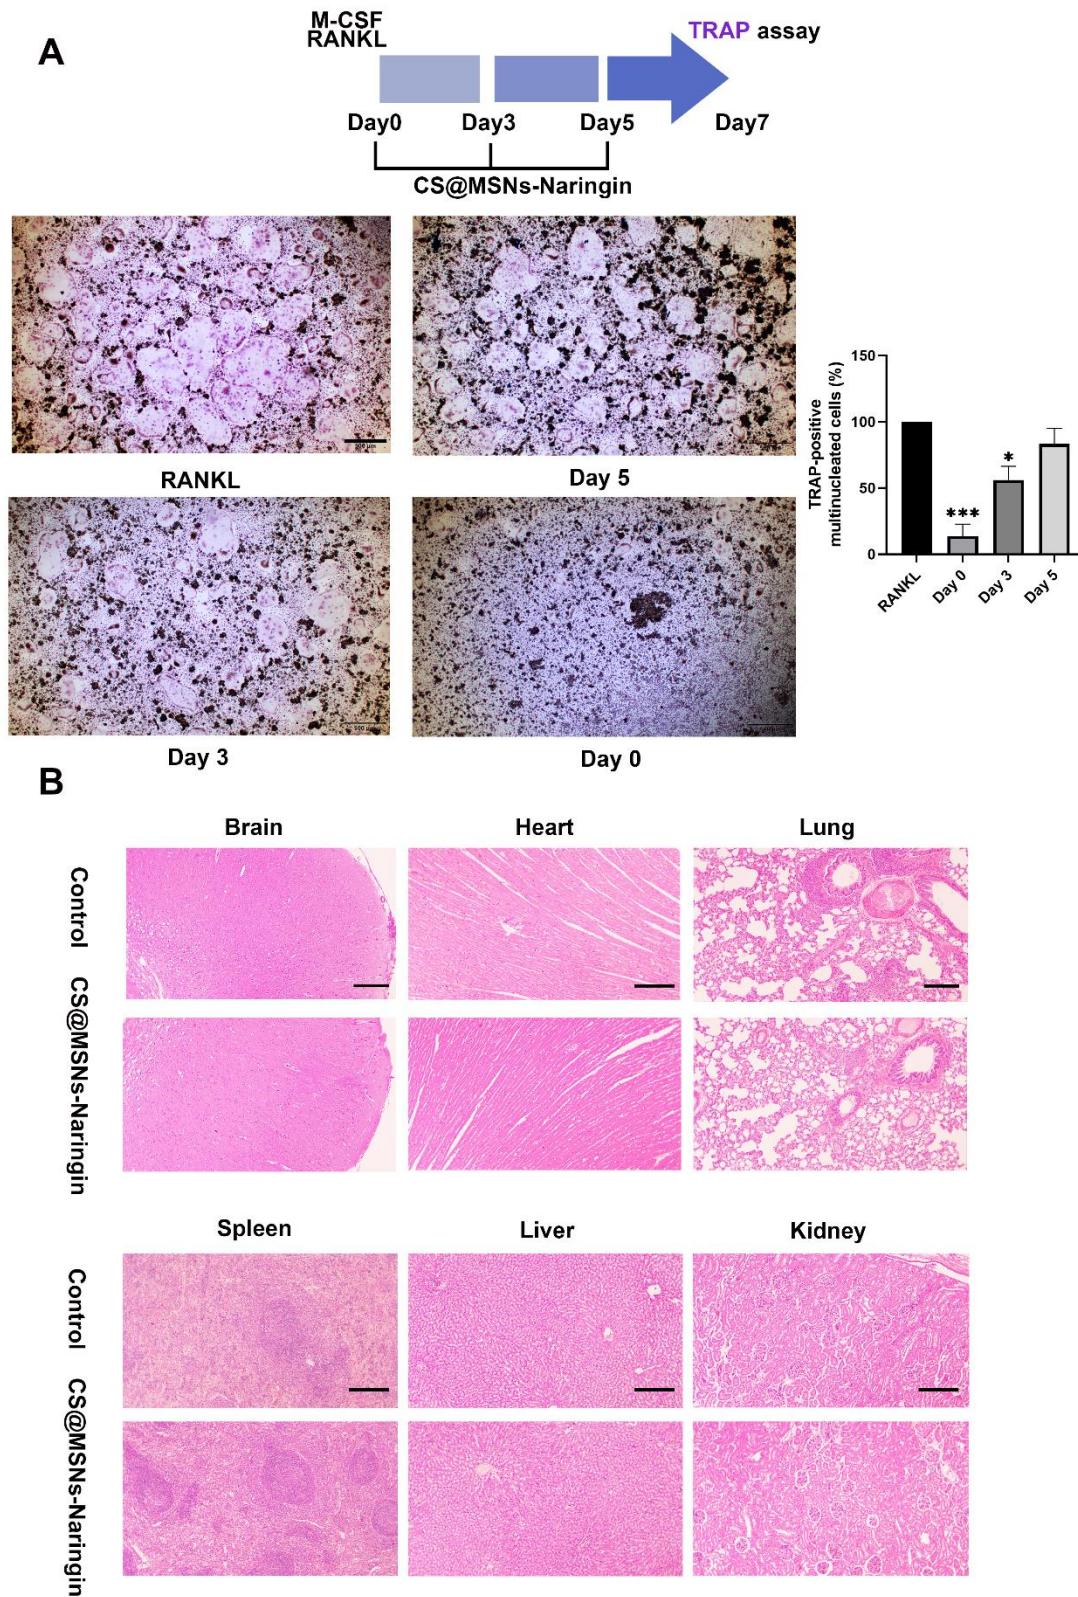 A
M-CSF
RANKL
TRAP assay
Day0 Day3 Day5 Day7
CS@MSNs-Naringin
RANKL
Day 5
Day 3
Day 0
500 μm
TRAP-positive
multinucleated cells (%)
150
100
50
0
***
*
RANKL
Day 0
Day 3
Day 5
B
Brain Heart Lung
Control
CS@MSNs-Naringin
Spleen Liver Kidney
Control
CS@MSNs-Naringin